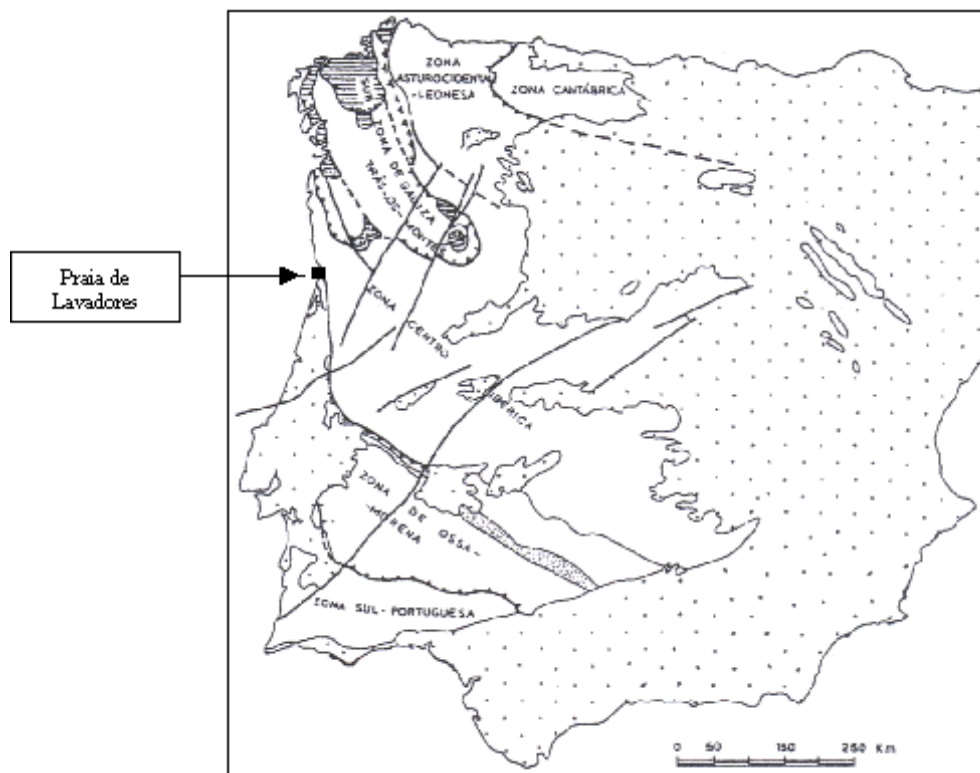 ZONA
ASTUROCIDENTAL
-LEONESA
ZONA CANTÁBRICA
SUB
ZONA DE GALIZA
TRÁS-OS-MONTES
Praia de
Lavadores
ZONA
CENTRO
IBÉRICA
ZONA
DE
OSSA-
-MORENA
ZONA SUL-PORTUGUESA
0 50 150 250 Km